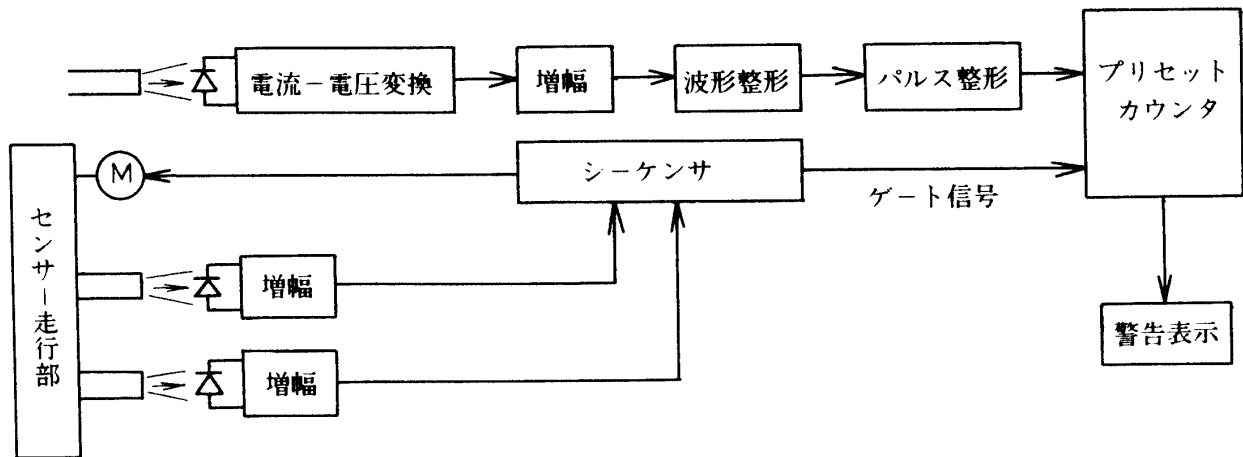 電流－電圧変換
増幅
波形整形
パルス整形
プリセット
カウンタ
M
シーケンサ
ゲート信号
センサー走行部
増幅
増幅
警告表示